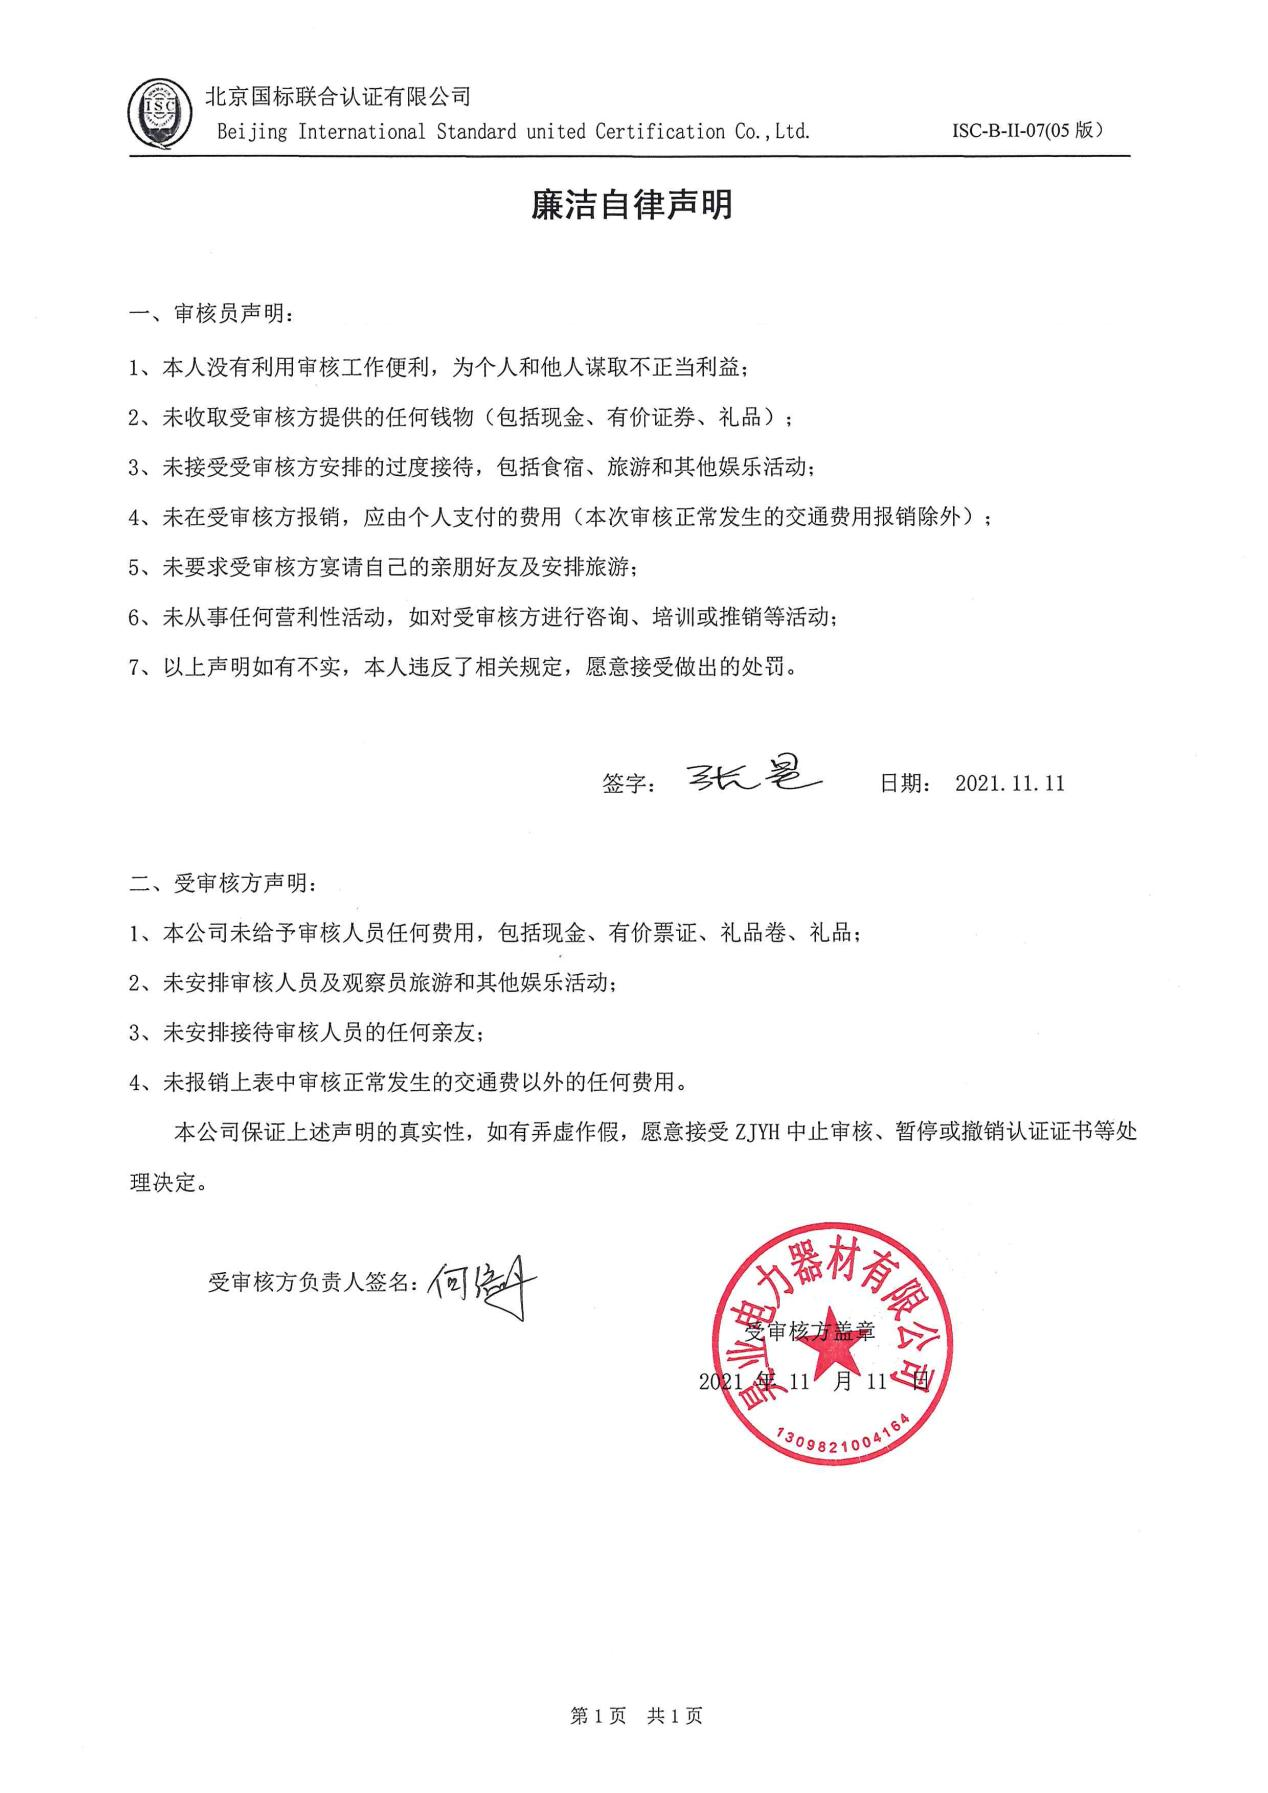 ISC
北京国标联合认证有限公司
Beijing International Standard united Certification Co.,Ltd.
ISC-B-II-07(05 版)
廉洁自律声明
一、审核员声明：
1、本人没有利用审核工作便利，为个人和他人谋取不正当利益；
2、未收取受审核方提供的任何钱物（包括现金、有价证券、礼品）；
3、未接受受审核方安排的过度接待，包括食宿、旅游和其他娱乐活动；
4、未在受审核方报销，应由个人支付的费用（本次审核正常发生的交通费用报销除外）；
5、未要求受审核方宴请自己的亲朋好友及安排旅游；
6、未从事任何营利性活动，如对受审核方进行咨询、培训或推销等活动；
7、以上声明如有不实，本人违反了相关规定，愿意接受做出的处罚。
签字： 张 日期： 2021.11.11
二、受审核方声明：
1、本公司未给予审核人员任何费用，包括现金、有价票证、礼品卷、礼品；
2、未安排审核人员及观察员旅游和其他娱乐活动；
3、未安排接待审核人员的任何亲友；
4、未报销上表中审核正常发生的交通费以外的任何费用。
本公司保证上述声明的真实性，如有弄虚作假，愿意接受 ZJYH 中止审核、暂停或撤销认证证书等处
理决定。
受审核方负责人签名：何
昊业电力器材有限公司
受审核方盖章
2021 年 11 月 11 日
1309821004164
第 1 页 共 1 页